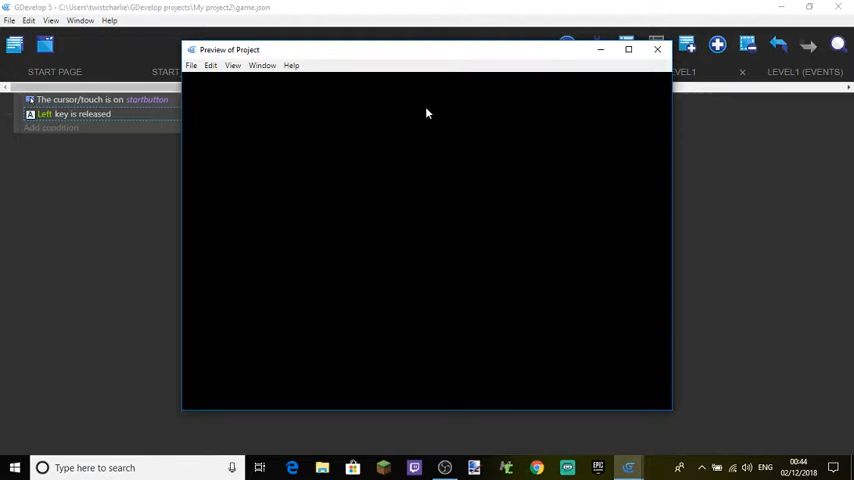 GDevelop 5 - C:\Users\twistcharlie\GDevelop projects\My project2\game.json
File Edit View Window Help
Preview of Project
File Edit View Window Help
START PAGE
START
LEVEL1
LEVEL1 (EVENTS)
The cursor/touch is on startbutton
Left key is released
Add condition
Type here to search
EPIC
ENG
00:44
02/12/2018